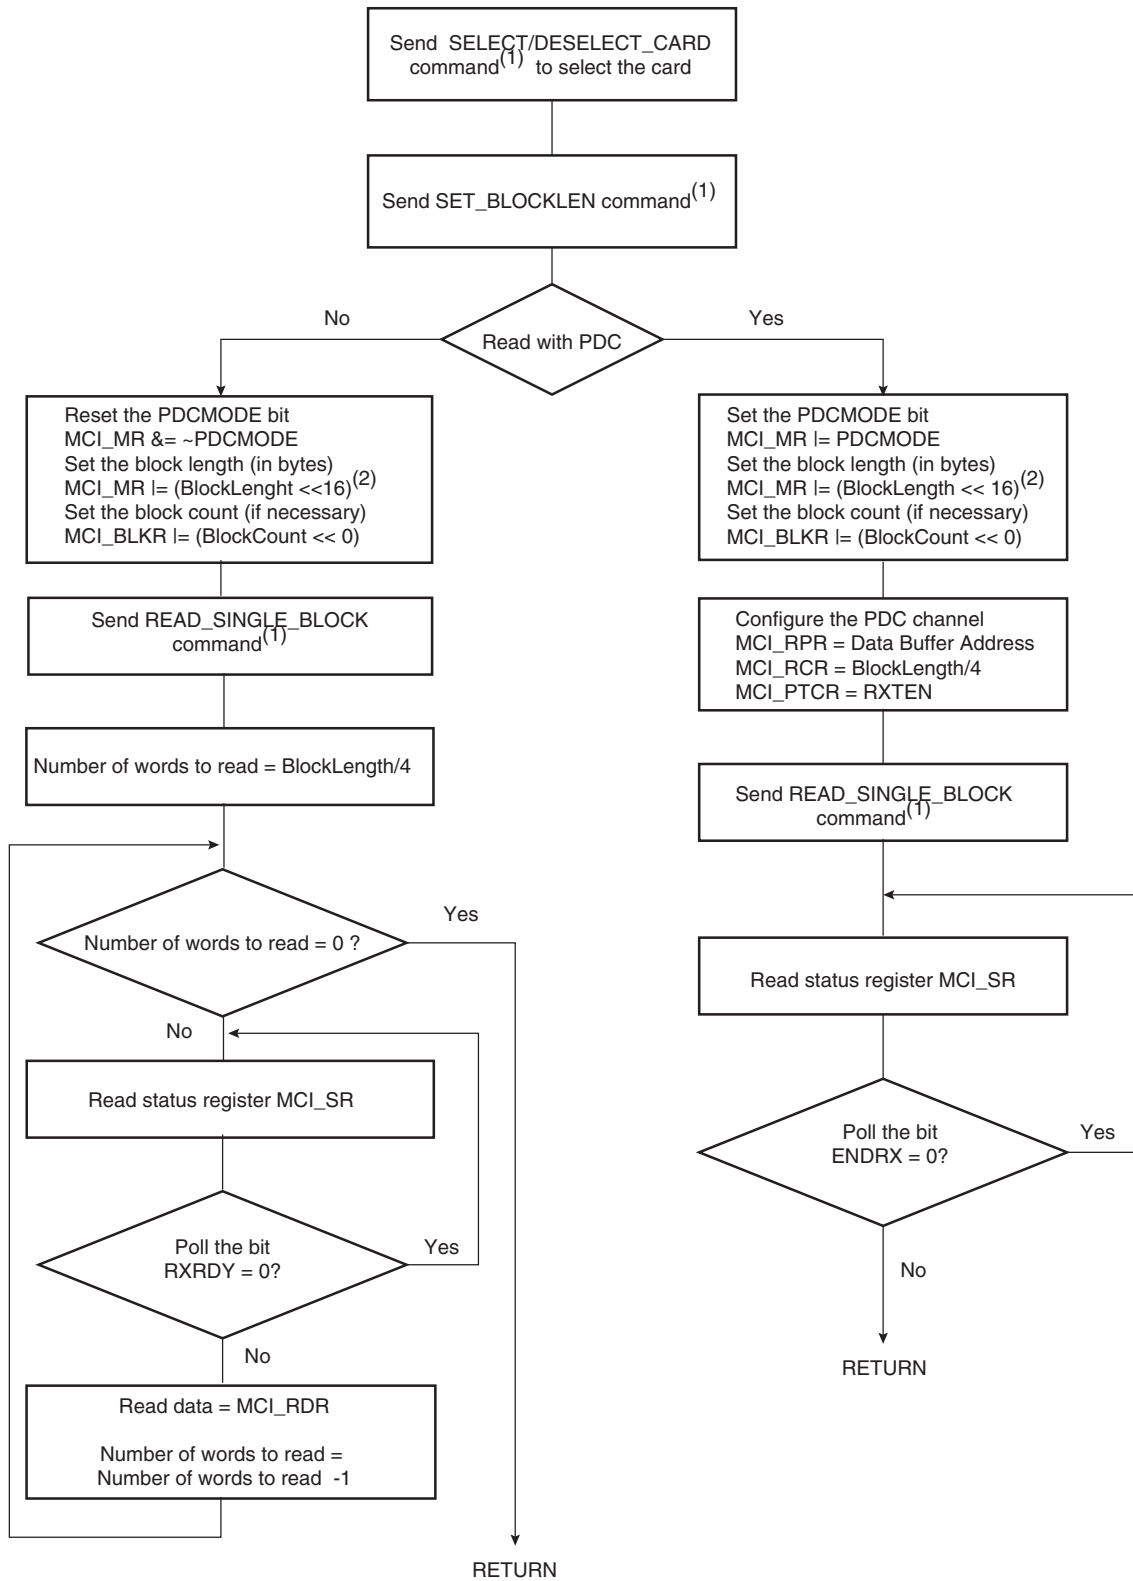 Send SELECT/DESELECT_CARD
command(1) to select the card
Send SET_BLOCKLEN command(1)
No
Yes
Read with PDC
Reset the PDCMODE bit
MCI_MR &= ~PDCMODE
Set the block length (in bytes)
MCI_MR |= (BlockLenght <<16)(2)
Set the block count (if necessary)
MCI_BLKR |= (BlockCount << 0)
Send READ_SINGLE_BLOCK
command(1)
Number of words to read = BlockLength/4
Number of words to read = 0 ?
Yes
No
Read status register MCI_SR
Poll the bit
RXRDY = 0?
Yes
No
Read data = MCI_RDR
Number of words to read =
Number of words to read -1
RETURN
Set the PDCMODE bit
MCI_MR |= PDCMODE
Set the block length (in bytes)
MCI_MR |= (BlockLength << 16)(2)
Set the block count (if necessary)
MCI_BLKR |= (BlockCount << 0)
Configure the PDC channel
MCI_RPR = Data Buffer Address
MCI_RCR = BlockLength/4
MCI_PTCR = RXTEN
Send READ_SINGLE_BLOCK
command(1)
Read status register MCI_SR
Poll the bit
ENDRX = 0?
Yes
No
RETURN